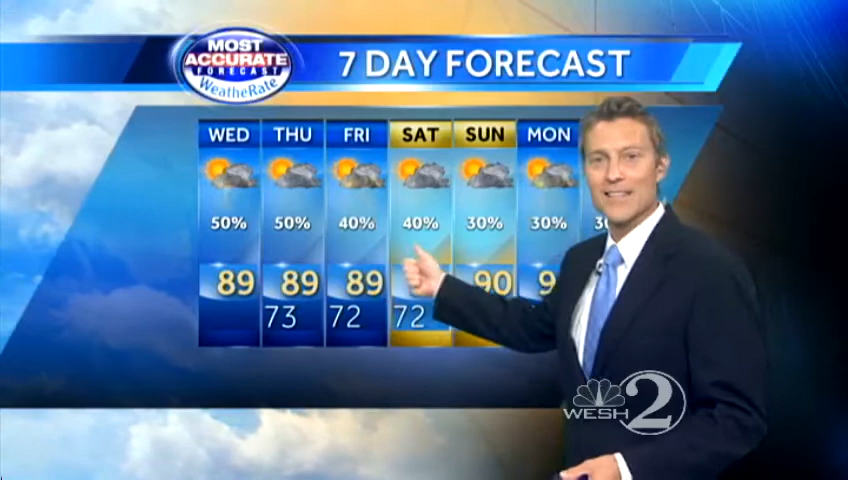 MOST
ACCURATE
FORECAST
WeatheRate
7 DAY FORECAST
WED THU FRI SAT SUN MON
50% 50% 40% 40% 30% 30%
89 89 89 90
73 72 72
WESH 2